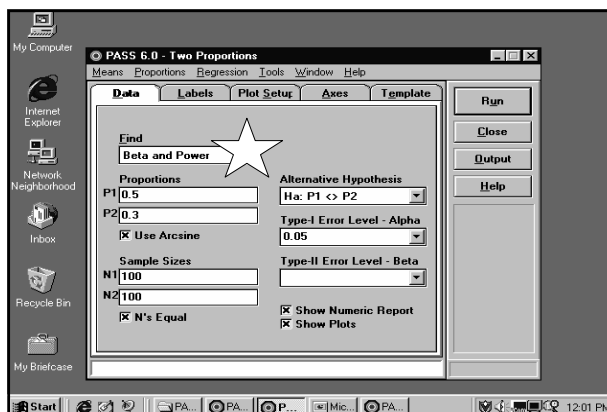 My Computer
Internet
Explorer
Network
Neighborhood
Inbox
Recycle Bin
My Briefcase
PASS 6.0 - Two Proportions
Means Proportions Regression Tools Window Help
Data Labels Plot Setup Axes Template
Find
Beta and Power
Proportions
P1 0.5
P2 0.3
Use Arcsine
Sample Sizes
N1 100
N2 100
N's Equal
Alternative Hypothesis
Ha: P1 <> P2
Type-I Error Level - Alpha
0.05
Type-II Error Level - Beta
Show Numeric Report
Show Plots
Run
Close
Output
Help
Start PA... PA... P... Mic... PA... 12:01 PM